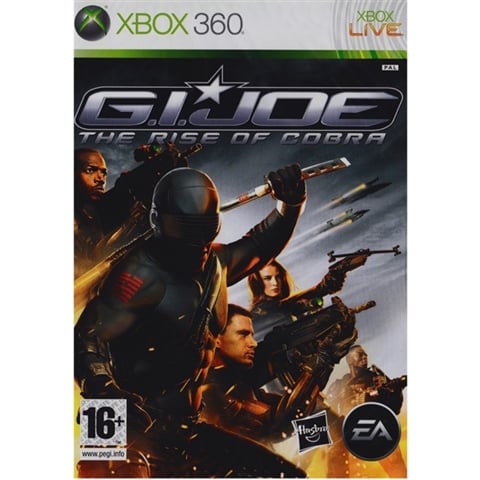 XBOX 360
XBOX
LIVE
PAL
G.I.JOE
THE RISE OF COBRA
16+
www.pegi.info
Hasbro
EA